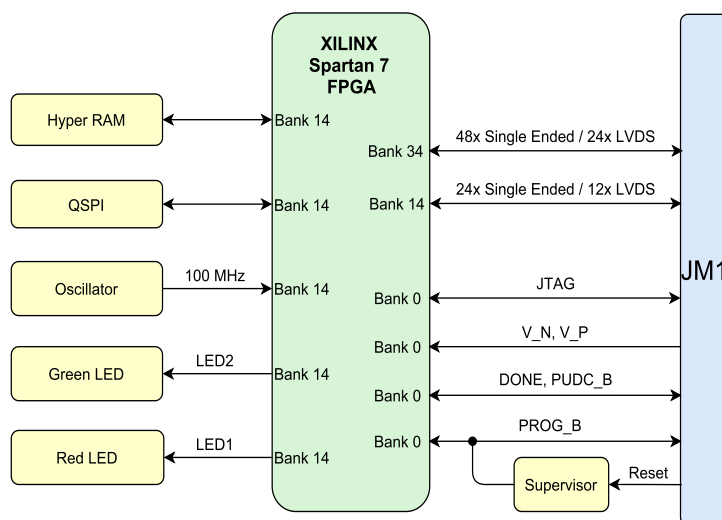 XILINX
Spartan 7
FPGA
Hyper RAM
Bank 14
Bank 34
48x Single Ended / 24x LVDS
QSPI
Bank 14
Bank 14
24x Single Ended / 12x LVDS
JM1
Oscillator
100 MHz
Bank 14
Bank 0
JTAG
Bank 0
V_N, V_P
Green LED
LED2
Bank 14
Bank 0
DONE, PUDC_B
Red LED
LED1
Bank 14
Bank 0
PROG_B
Supervisor
Reset